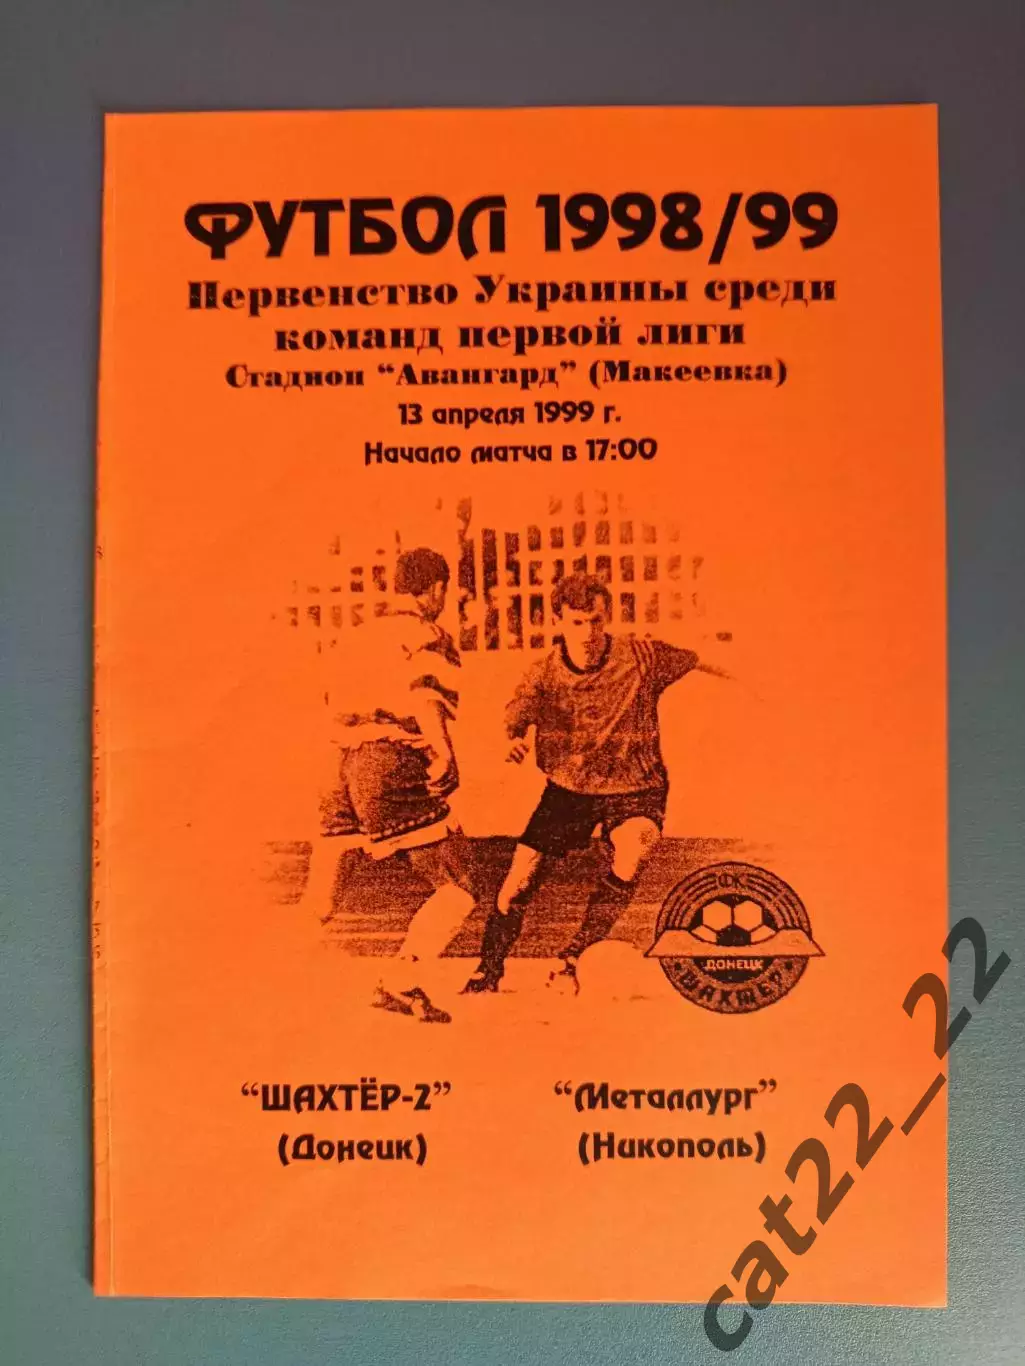 ФУТБОЛ 1998/99
Первенство Украины среди
команд первой лиги
Стадион "Авангард" (Макеевка)
13 апреля 1999 г.
Начало матча в 17:00
ФК
ДОНЕЦК
ШАХТЕР
"ШАХТЁР-2"
(Донецк)
"Металлург"
(Никополь)
cat22_22